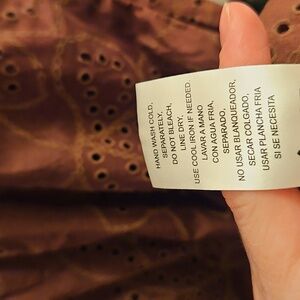 HAND WASH COLD,
SEPARATELY,
DO NOT BLEACH,
LINE DRY,
USE COOL IRON IF NEEDED.
LAVAR A MANO
CON AGUA FRIA,
SEPARADO,
NO USAR BLANQUEADOR,
SECAR COLGADO,
USAR PLANCHA FRIA
SI SE NECESITA